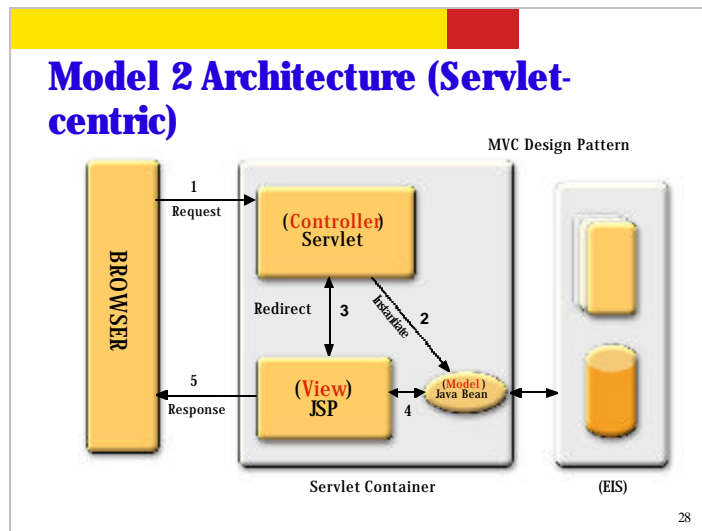 Model 2 Architecture (Servlet-
centric)
MVC Design Pattern
BROWSER
1
Request
(Controller)
Servlet
Redirect
3
Instantiate
2
(View)
JSP
5
Response
4
(Model)
Java Bean
Servlet Container
(EIS)
28